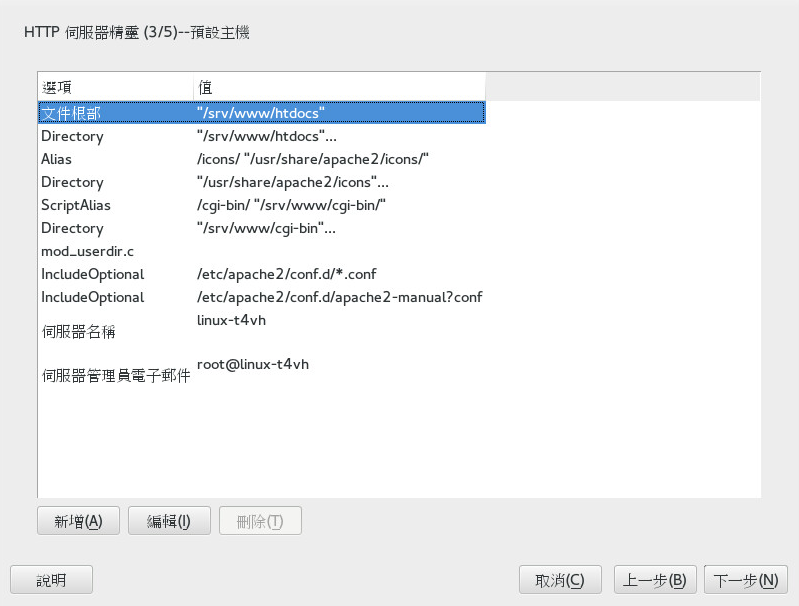 HTTP 伺服器精靈 (3/5)--預設主機
選項 值
文件根部 "/srv/www/htdocs"
Directory "/srv/www/htdocs"...
Alias /icons/ "/usr/share/apache2/icons/"
Directory "/usr/share/apache2/icons"...
ScriptAlias /cgi-bin/ "/srv/www/cgi-bin/"
Directory "/srv/www/cgi-bin"...
mod_userdir.c
IncludeOptional /etc/apache2/conf.d/*.conf
IncludeOptional /etc/apache2/conf.d/apache2-manual?conf
伺服器名稱 linux-t4vh
伺服器管理員電子郵件 root@linux-t4vh
新增(A) 編輯(I) 刪除(T)
說明 取消(C) 上一步(B) 下一步(N)